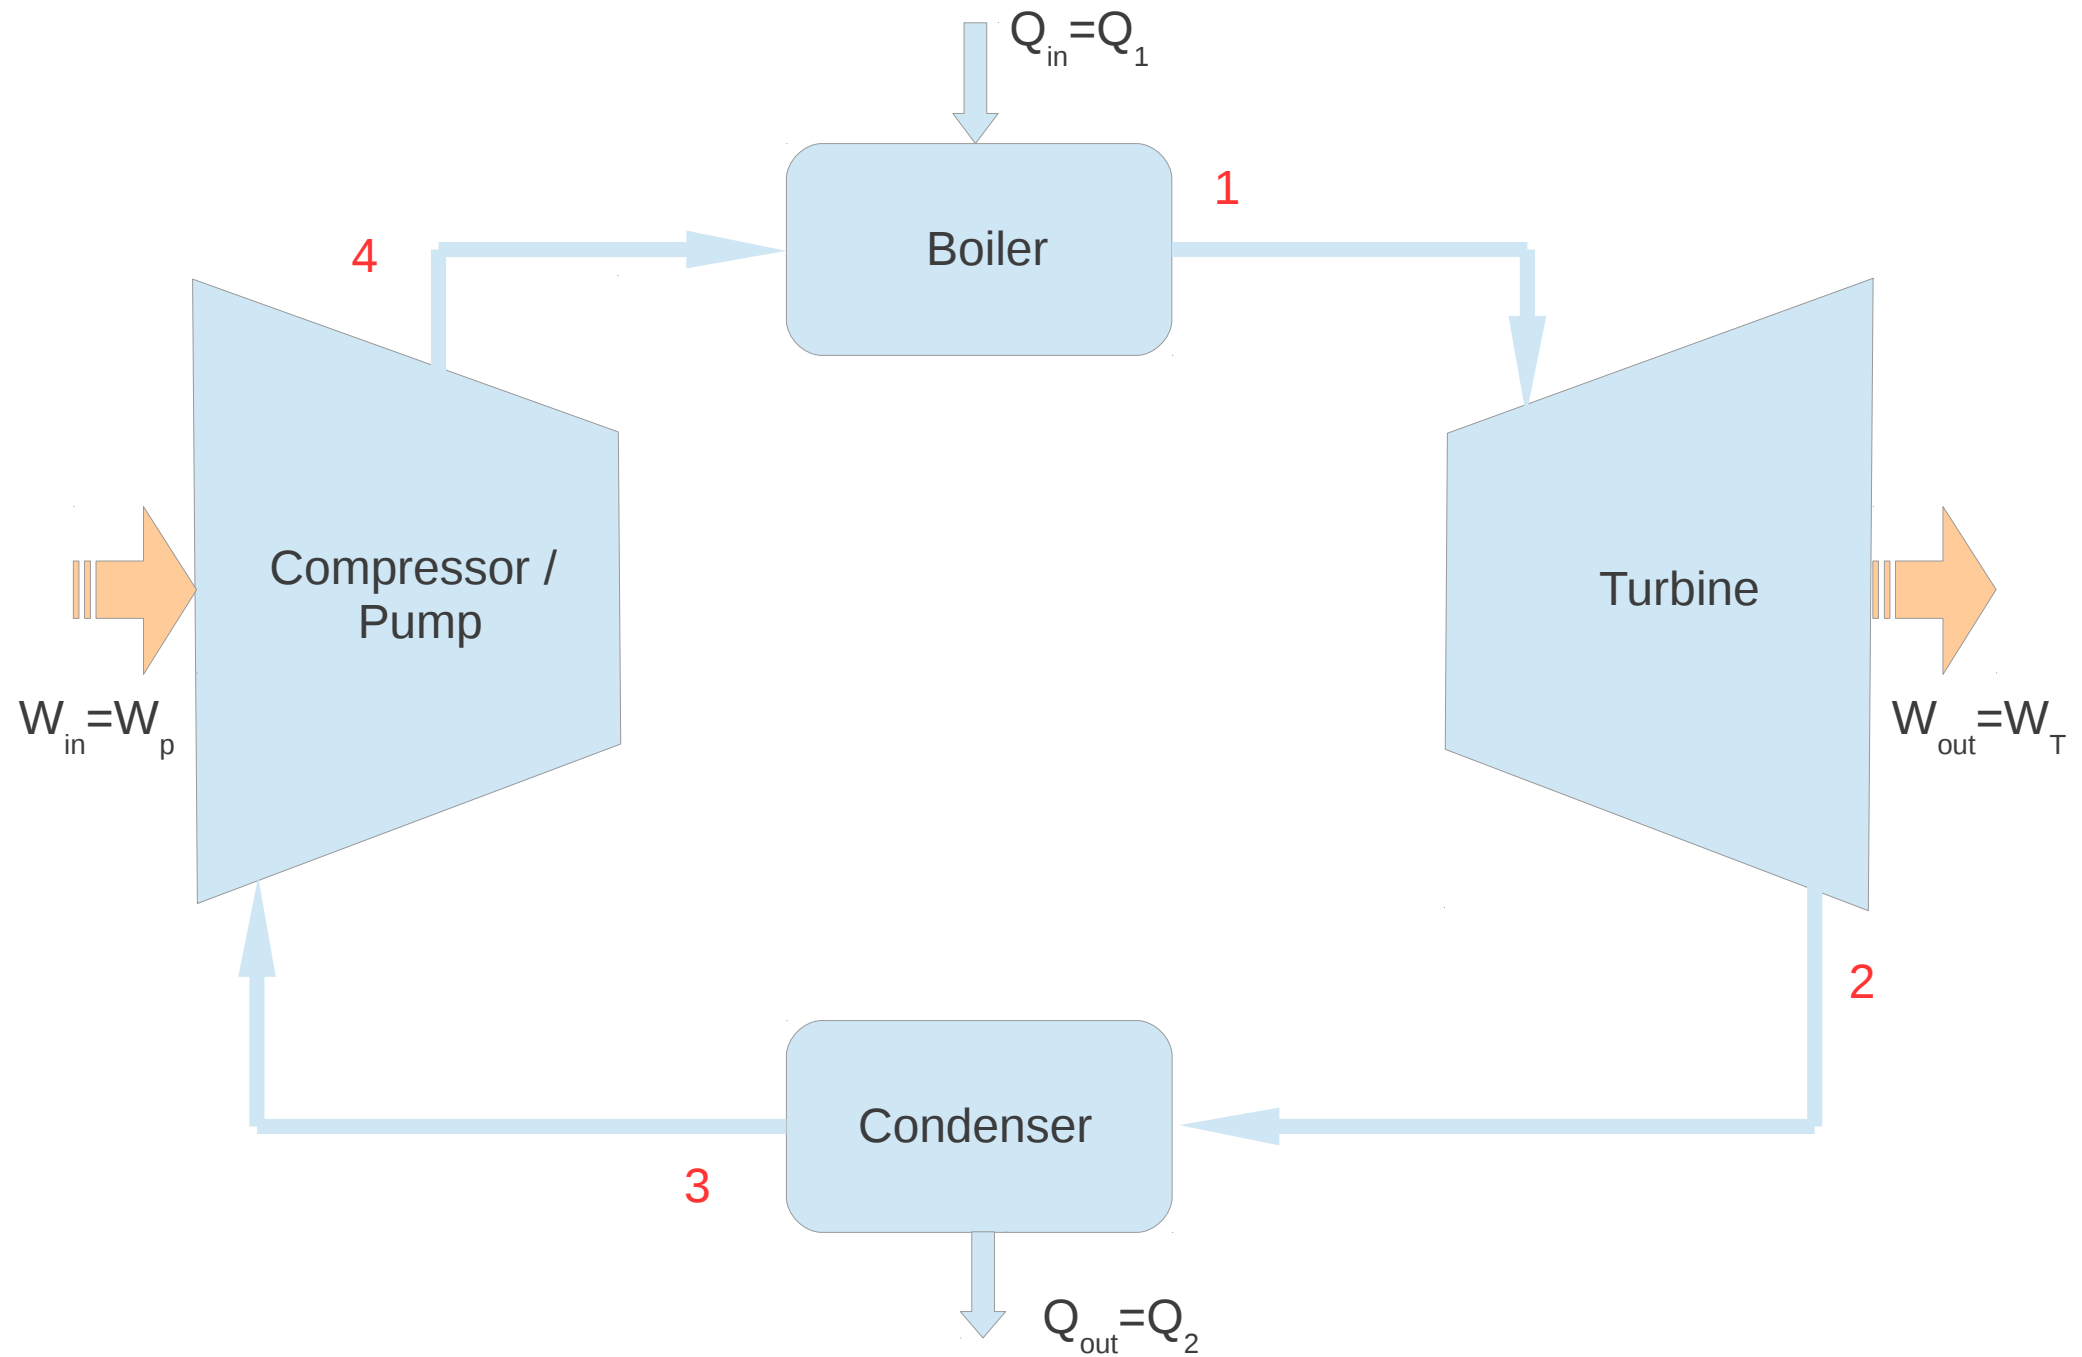 Q_in=Q_1
1
Boiler
4
Compressor /
Pump
Turbine
W_in=W_p
W_out=W_T
2
Condenser
3
Q_out=Q_2